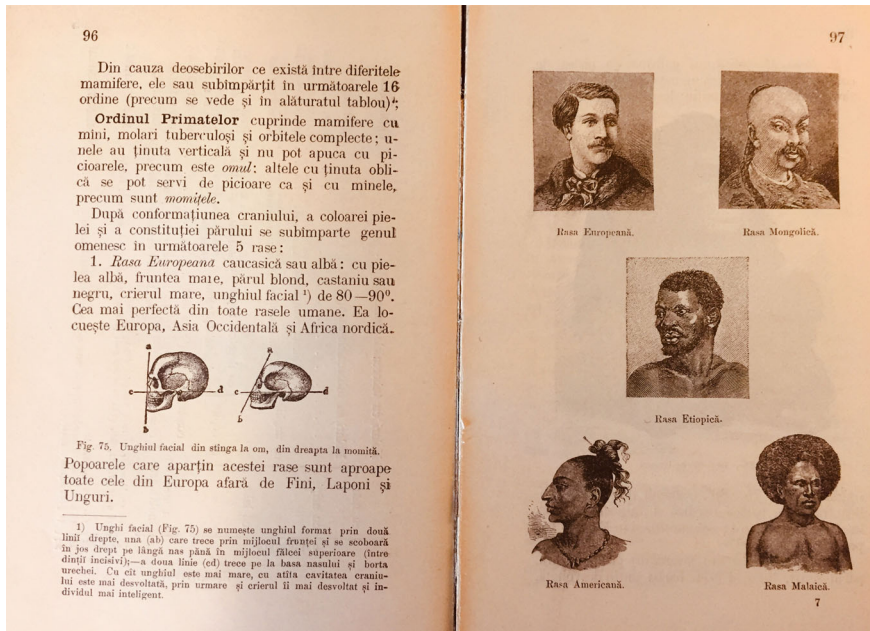 96
Din cauza deosebirilor ce există între diferitele
mamifere, ele sau subîmpărțit în următoarele 16
ordine (precum se vede și în alăturatul tablou)*;
Ordinul Primatelor cuprinde mamifere cu
mîni, molari tuberculoși și orbitele complecte; u-
nele au ținuta verticală și nu pot apuca cu pi-
cioarele, precum este omul: altele cu ținuta obli-
că se pot servi de picioare ca și cu minele,
precum sunt momițele.
După conformațiunea craniului, a coloarei pie-
lei și a constituției părului se subîmparte genul
omenesc în următoarele 5 rase:
1. Rasa Europeana caucasică sau albă: cu pie-
lea albă, fruntea mare, părul blond, castaniu sau
negru, crierul mare, unghiul facial ¹) de 80—90⁰.
Cea mai perfectă din toate rasele umane. Ea lo-
cuește Europa, Asia Occidentală și Africa nordică.
a
c
d
b
a
c
d
b
Fig. 75. Unghiul facial din stinga la om, din dreapta la momită.
Popoarele care aparțin acestei rase sunt aproape
toate cele din Europa afară de Fini, Laponi și
Unguri.
1) Unghi facial (Fig. 75) se numește unghiul format prin două
linii drepte, una (ab) care trece prin mijlocul frunței și se scoboară
în jos drept pe lângă nas până în mijlocul fălcei superioare (între
dinții incisivi);—a doua linie (cd) trece pe la basa nasului și borta
urechei. Cu cît unghiul este mai mare, cu atîta cavitatea craniu-
lui este mai desvoltată, prin urmare și crierul îi mai desvoltat și in-
dividul mai inteligent.
97
Rasa Europeană.
Rasa Mongolică.
Rasa Etiopică.
Rasa Americană.
Rasa Malaică.
7